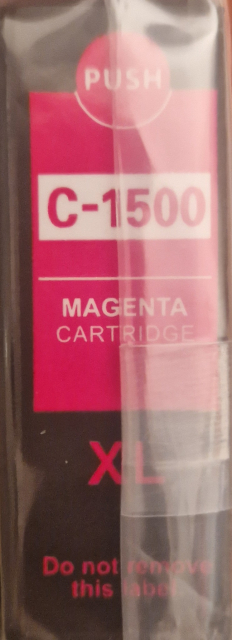 PUSH
C-1500
MAGENTA
CARTRIDGE
XL
Do not remove
this label